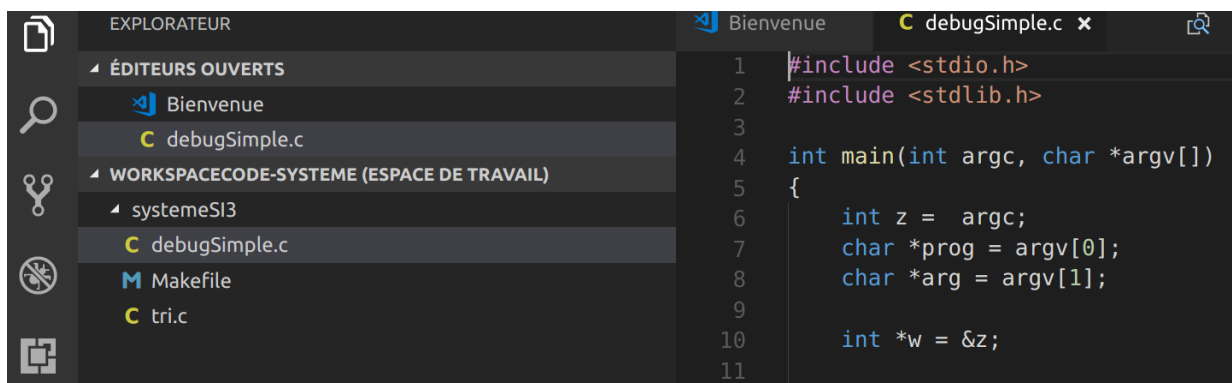 EXPLORATEUR
ÉDITEURS OUVERTS
Bienvenue
C debugSimple.c
WORKSPACECODE-SYSTEME (ESPACE DE TRAVAIL)
systemeSI3
C debugSimple.c
M Makefile
C tri.c
Bienvenue C debugSimple.c ×
1 #include <stdio.h>
2 #include <stdlib.h>
3
4 int main(int argc, char *argv[])
5 {
6 int z =  argc;
7 char *prog = argv[0];
8 char *arg = argv[1];
9
10 int *w = &z;
11